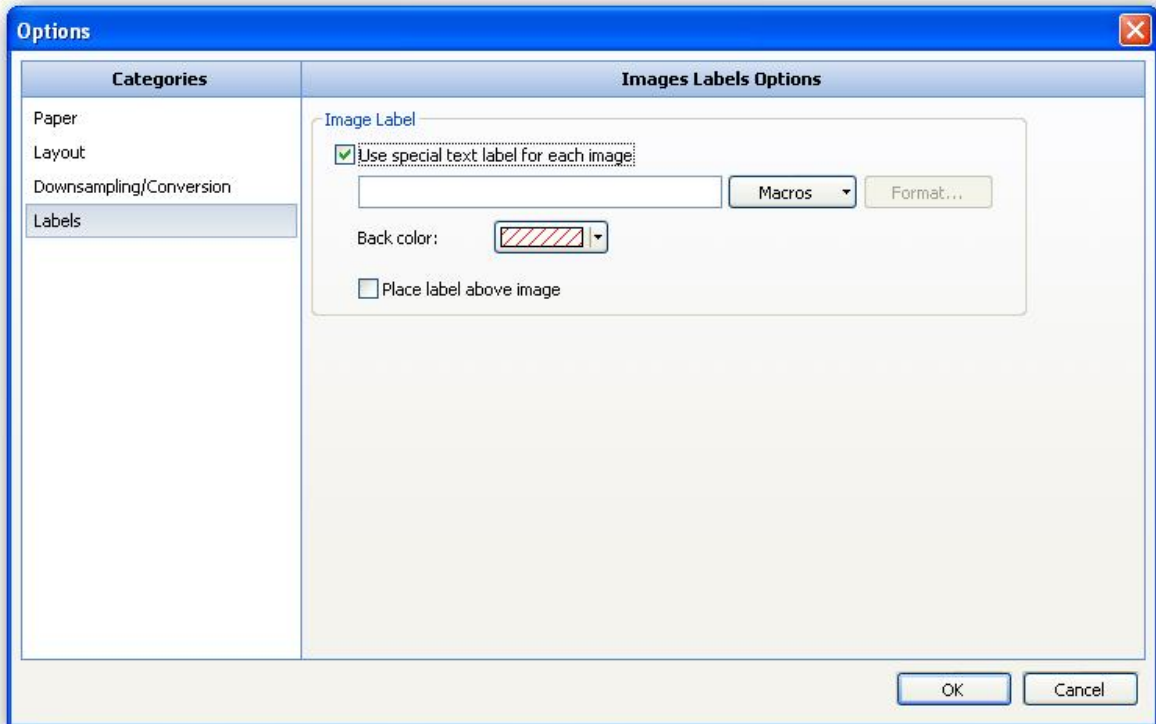 Options
Categories
Images Labels Options
Paper
Layout
Downsampling/Conversion
Labels
Image Label
Use special text label for each image
Macros
Format...
Back color:
Place label above image
OK
Cancel